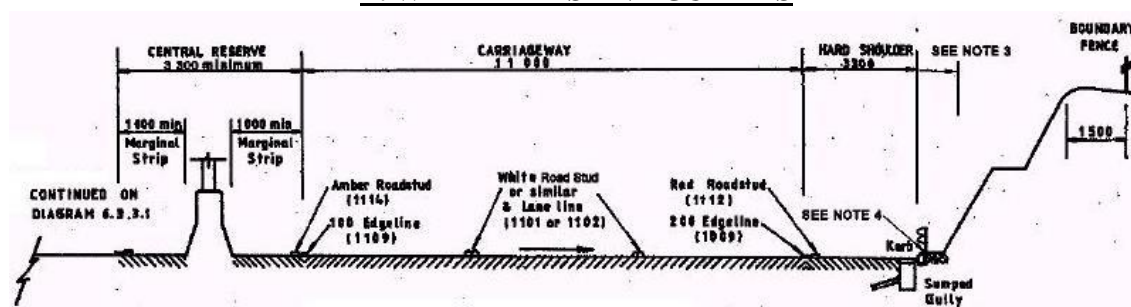 CENTRAL RESERVE
3 300 minimum
CARRIAGEWAY
11 000
HARD SHOULDER
3300
SEE NOTE 3
BOUNDARY
FENCE
1400 min
Marginal
Strip
1000 min
Marginal
Strip
1500
CONTINUED ON
DIAGRAM 6.2.3.1
Amber Roadstud
(1114)
100 Edgeline
(1109)
White Road Stud
or similar
& Lane line
(1101 or 1102)
Red Roadstud
(1112)
200 Edgeline
SEE NOTE 4
Kerb
Sumped
Gully